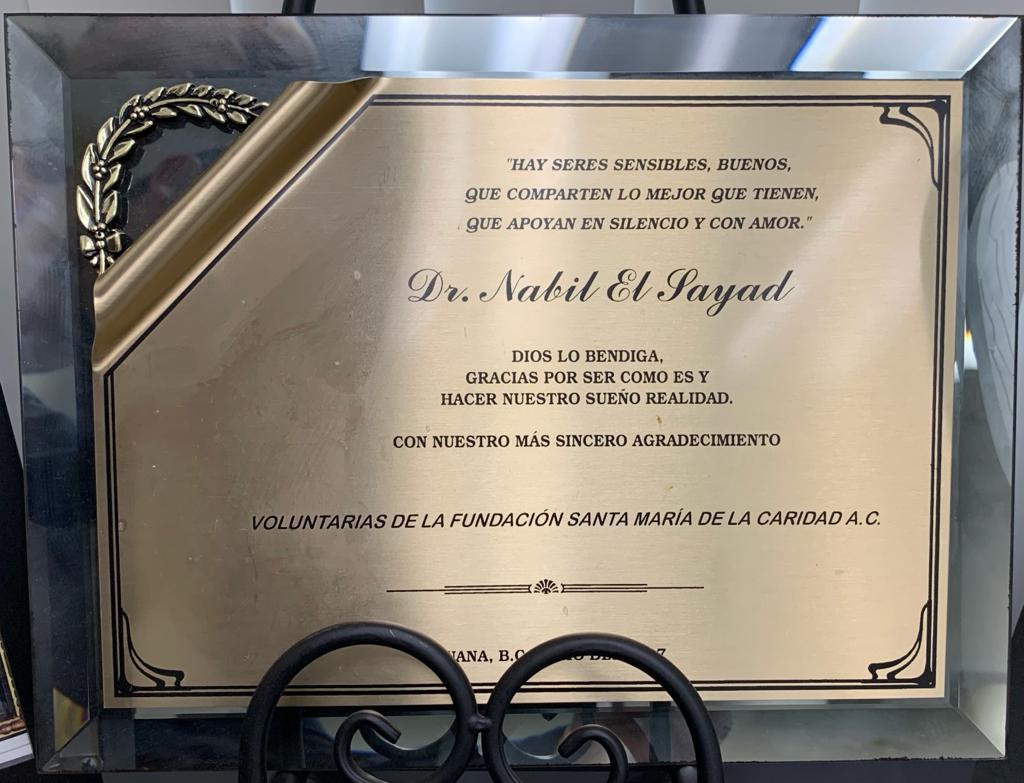 "HAY SERES SENSIBLES, BUENOS,
QUE COMPARTEN LO MEJOR QUE TIENEN,
QUE APOYAN EN SILENCIO Y CON AMOR."
Dr. Nabil El Sayad
DIOS LO BENDIGA,
GRACIAS POR SER COMO ES Y
HACER NUESTRO SUEÑO REALIDAD.
CON NUESTRO MÁS SINCERO AGRADECIMIENTO
VOLUNTARIAS DE LA FUNDACIÓN SANTA MARÍA DE LA CARIDAD A.C.